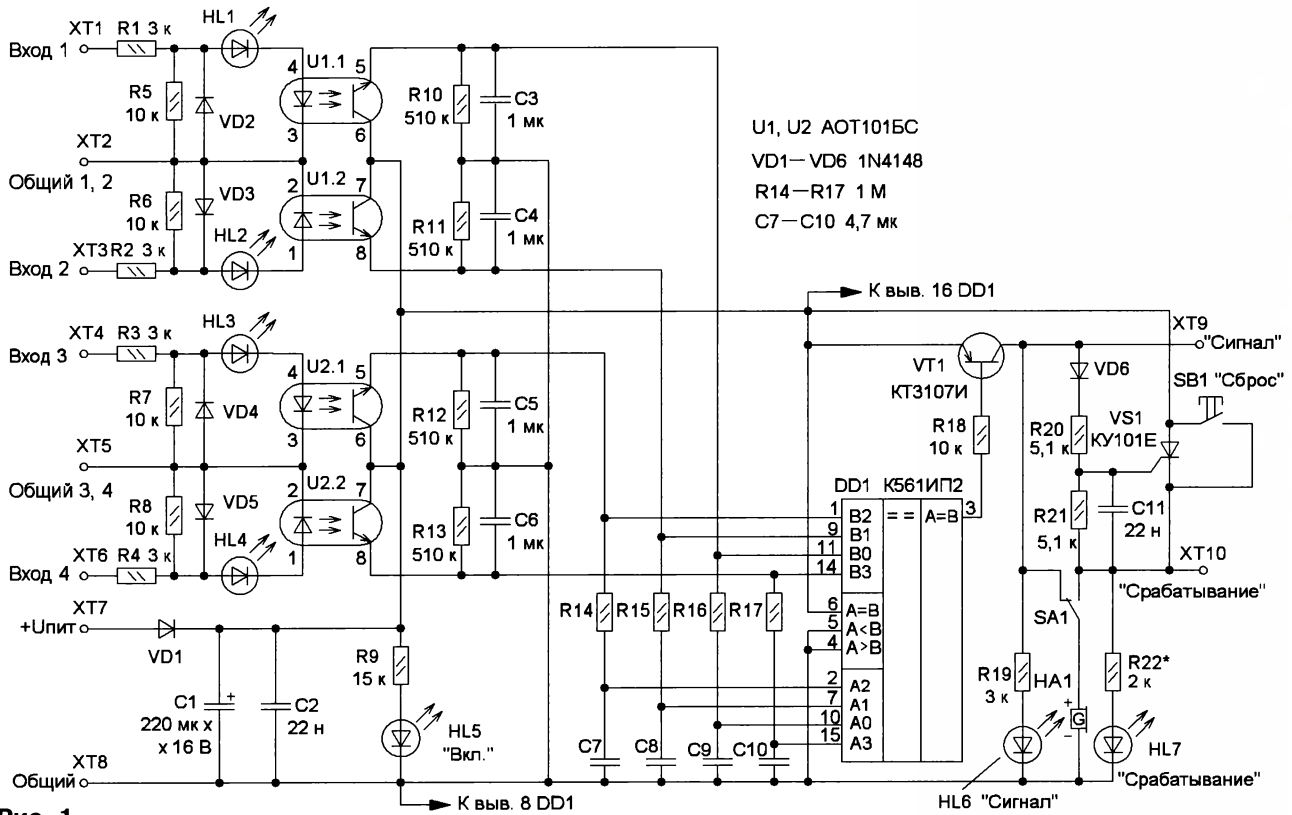 HL1
XT1 R1 3 к
Вход 1
U1.1
4 5
R5
10 к
VD2
R10
510 к
C3
1 мк
3 6
XT2
Общий 1, 2
U1, U2 АОТ101БС
VD1—VD6 1N4148
R14—R17 1 М
C7—C10 4,7 мк
2 U1.2 7
R6
10 к
VD3
HL2
R11
510 к
C4
1 мк
XT3 R2 3 к
Вход 2
1 8
К выв. 16 DD1
HL3
XT4 R3 3 к
Вход 3
U2.1
4 5
R7
10 к
VD4
R12
510 к
C5
1 мк
3 6
XT5
Общий 3, 4
XT9
"Сигнал"
VT1
КТ3107И
VD6
SB1 "Сброс"
R18
10 к
R20
5,1 к
VS1
КУ101Е
2 U2.2 7
R8
10 к
VD5
HL4
R13
510 к
C6
1 мк
XT6 R4 3 к
Вход 4
1 8
DD1 К561ИП2
1 B2 = = A=B 3
9 B1
11 B0
14 B3
6 A=B
5 A<B
4 A>B
2 A2
7 A1
10 A0
15 A3
R21
5,1 к
C11
22 н
XT10
"Срабатывание"
R14 R15 R16 R17
SA1
XT7
+Uпит
VD1
R9
15 к
R19
3 к
HA1
+
G
−
R22*
2 к
C1 +
220 мк х
х 16 В
C2
22 н
HL5
"Вкл."
C7 C8 C9 C10
HL7
"Срабатывание"
XT8
Общий
К выв. 8 DD1
HL6 "Сигнал"
Рис. 1